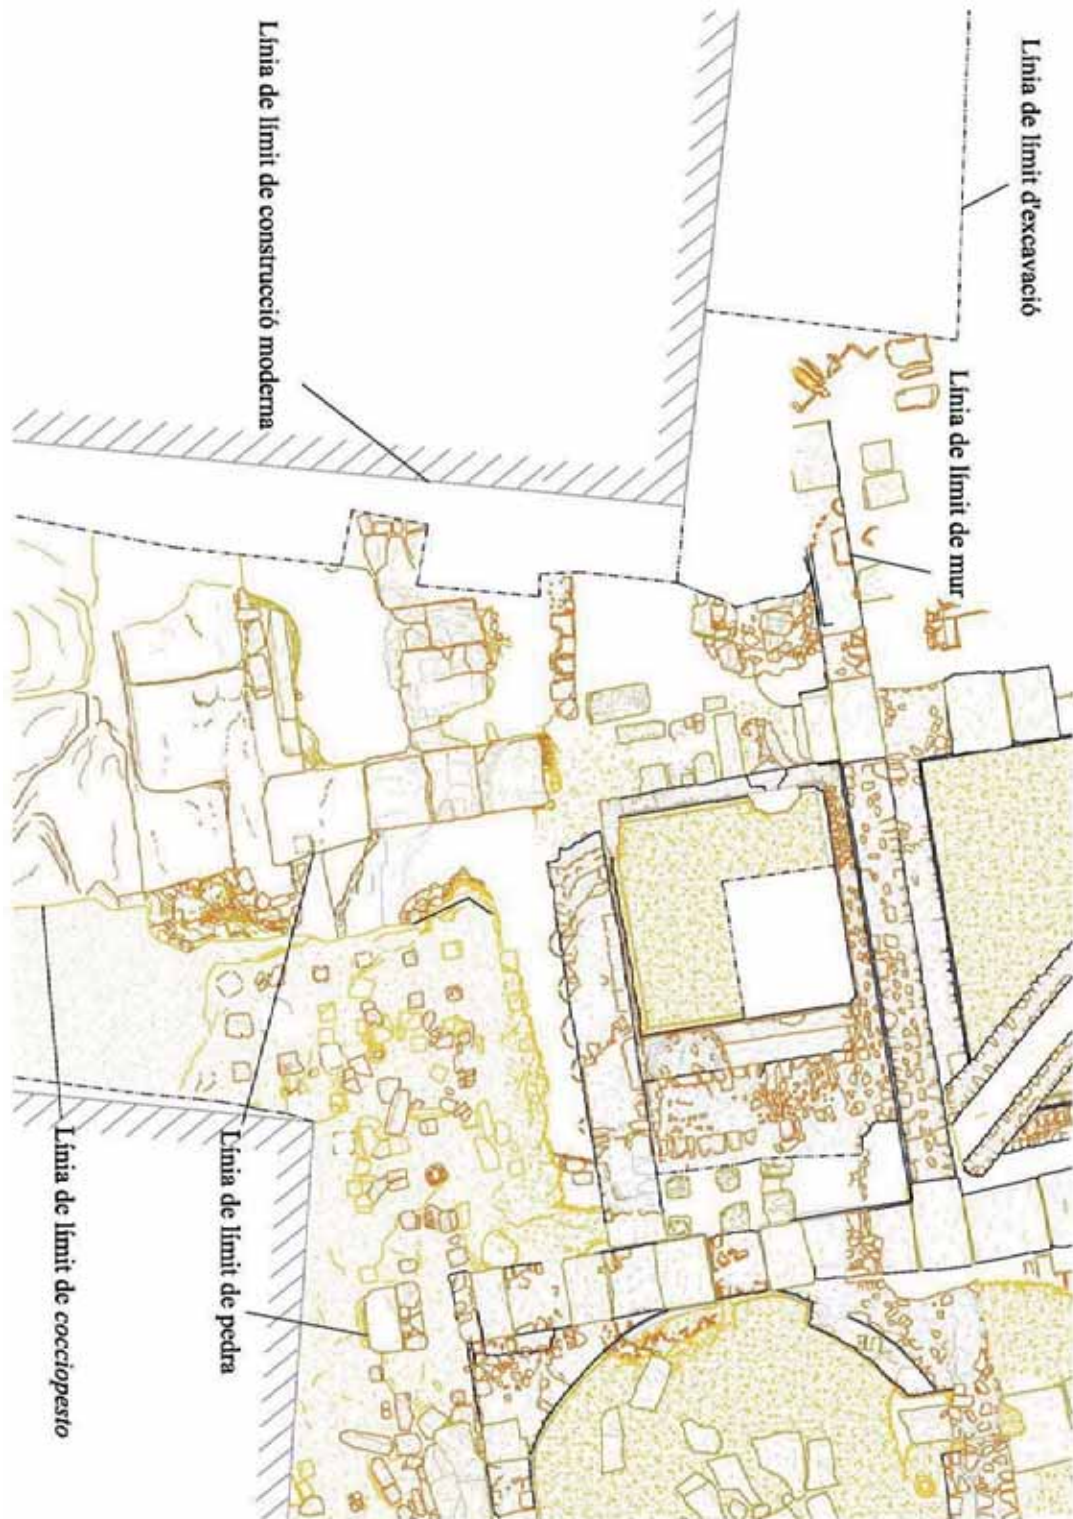 Línia de límit d'excavació
Línia de límit de mur
Línia de límit de construcció moderna
Línia de límit de pedra
Línia de límit de cocciopesto